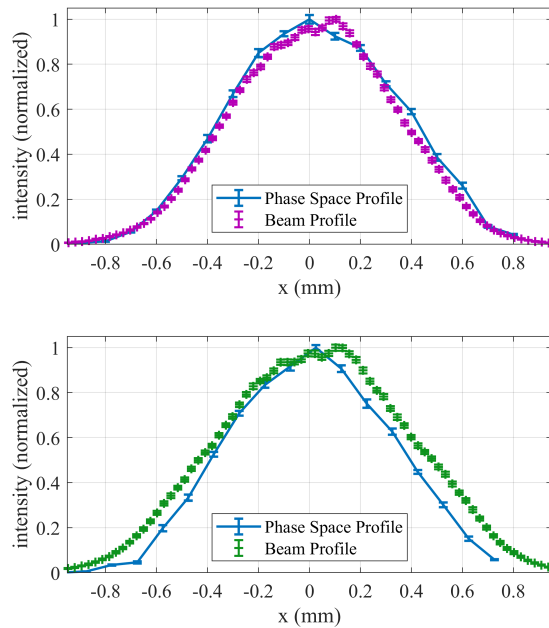 1
0.8
0.6
0.4
0.2
0
intensity (normalized)
Phase Space Profile
Beam Profile
-0.8 -0.6 -0.4 -0.2 0 0.2 0.4 0.6 0.8
x (mm)
1
0.8
0.6
0.4
0.2
0
intensity (normalized)
Phase Space Profile
Beam Profile
-0.8 -0.6 -0.4 -0.2 0 0.2 0.4 0.6 0.8
x (mm)